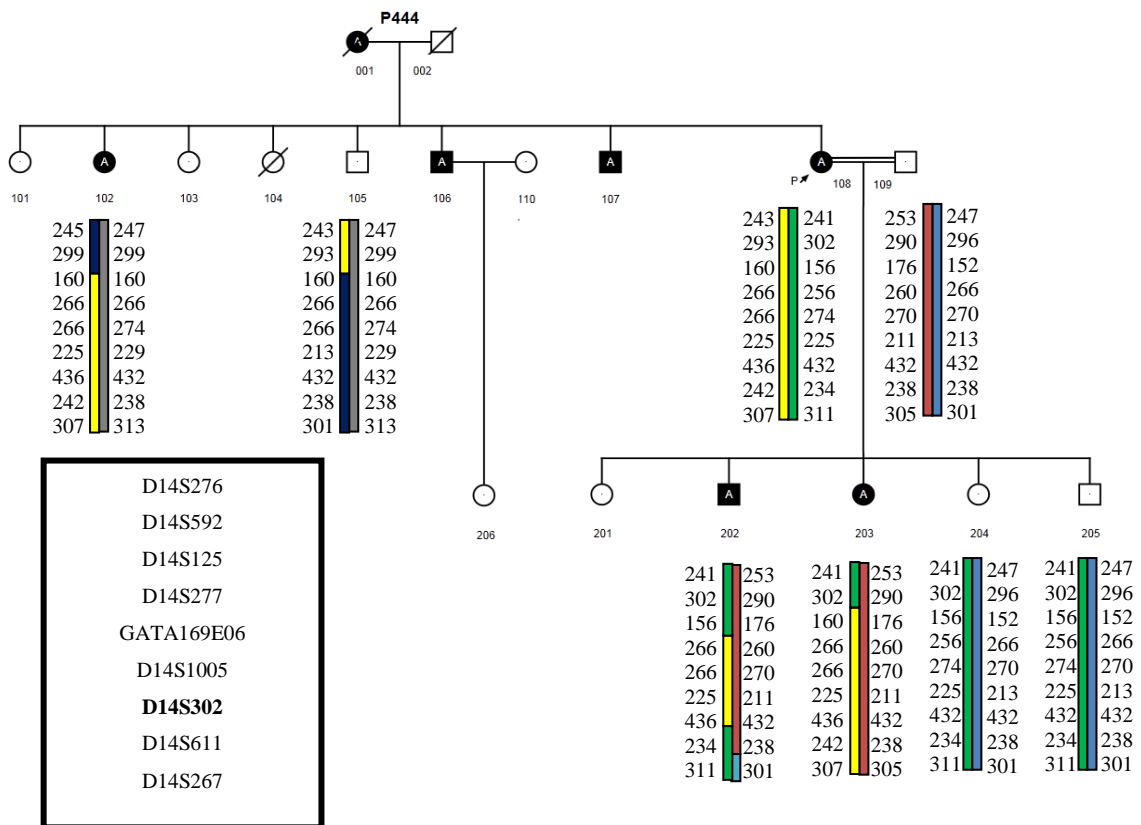 P444
A
001 002
A A A A
101 102 103 104 105 106 110 107 P 108 109
245 247 243 247 243 241 253 247
299 299 293 299 293 302 290 296
160 160 160 160 160 156 176 152
266 266 266 266 266 256 260 266
266 274 266 274 266 274 270 270
225 229 213 229 225 225 211 213
436 432 432 432 436 432 432 432
242 238 238 238 242 234 238 238
307 313 301 313 307 311 305 301
D14S276
D14S592
D14S125
D14S277
GATA169E06
D14S1005
D14S302
D14S611
D14S267
A A
206 201 202 203 204 205
241 253 241 253 241 247 241 247
302 290 302 290 302 296 302 296
156 176 160 176 156 152 156 152
266 260 266 260 256 266 256 266
266 270 266 270 274 270 274 270
225 211 225 211 225 213 225 213
436 432 436 432 432 432 432 432
234 238 242 238 234 238 234 238
311 301 307 305 311 301 311 301